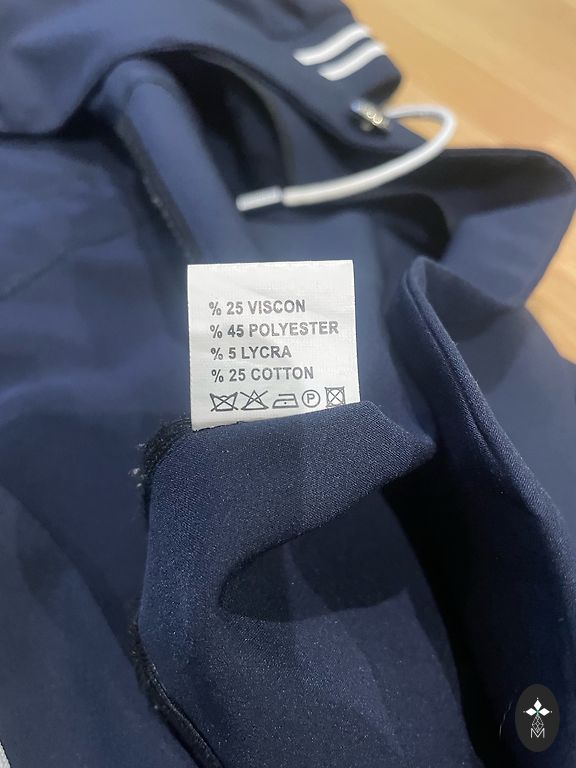 % 25 VISCON
% 45 POLYESTER
% 5 LYCRA
% 25 COTTON
P
M